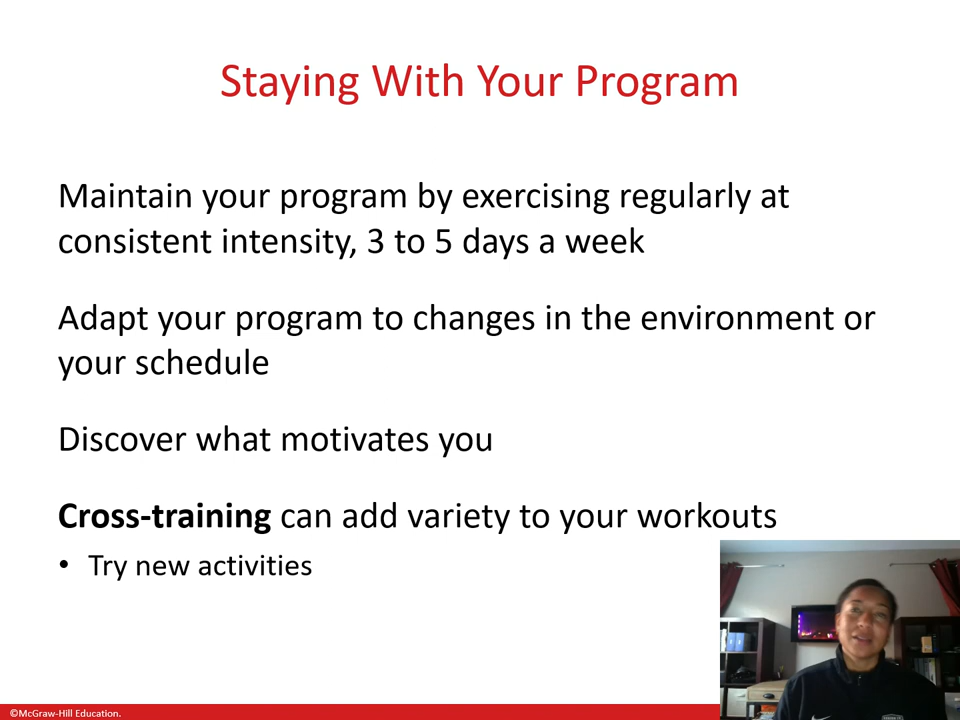 Staying With Your Program
Maintain your program by exercising regularly at
consistent intensity, 3 to 5 days a week
Adapt your program to changes in the environment or
your schedule
Discover what motivates you
Cross-training can add variety to your workouts
• Try new activities
©McGraw-Hill Education.